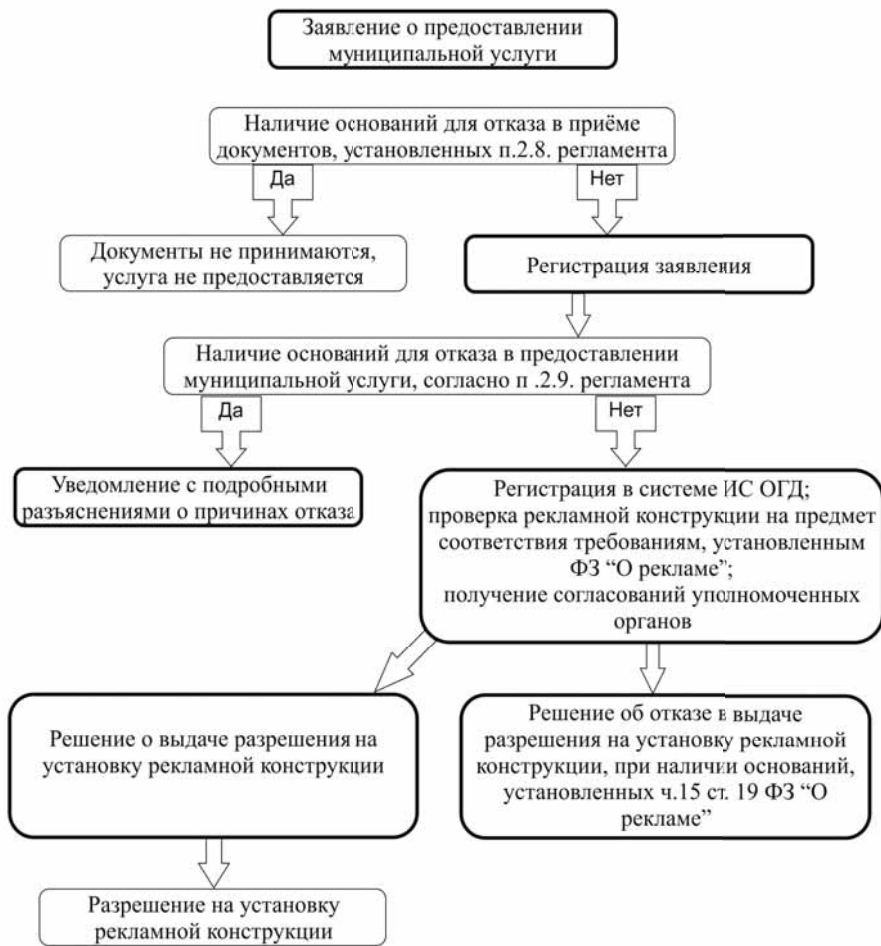 Заявление о предоставлении
муниципальной услуги
Наличие оснований для отказа в приёме
документов, установленных п.2.8. регламента
Да
Нет
Документы не принимаются,
услуга не предоставляется
Регистрация заявления
Наличие оснований для отказа в предоставлении
муниципальной услуги, согласно п .2.9. регламента
Да
Нет
Уведомление с подробными
разъяснениями о причинах отказа
Регистрация в системе ИС ОГД;
проверка рекламной конструкции на предмет
соответствия требованиям, установленным
ФЗ “О рекламе”;
получение согласований уполномоченных
органов
Решение о выдаче разрешения на
установку рекламной конструкции
Решение об отказе в выдаче
разрешения на установку рекламной
конструкции, при наличии оснований,
установленных ч.15 ст. 19 ФЗ “О
рекламе”
Разрешение на установку
рекламной конструкции